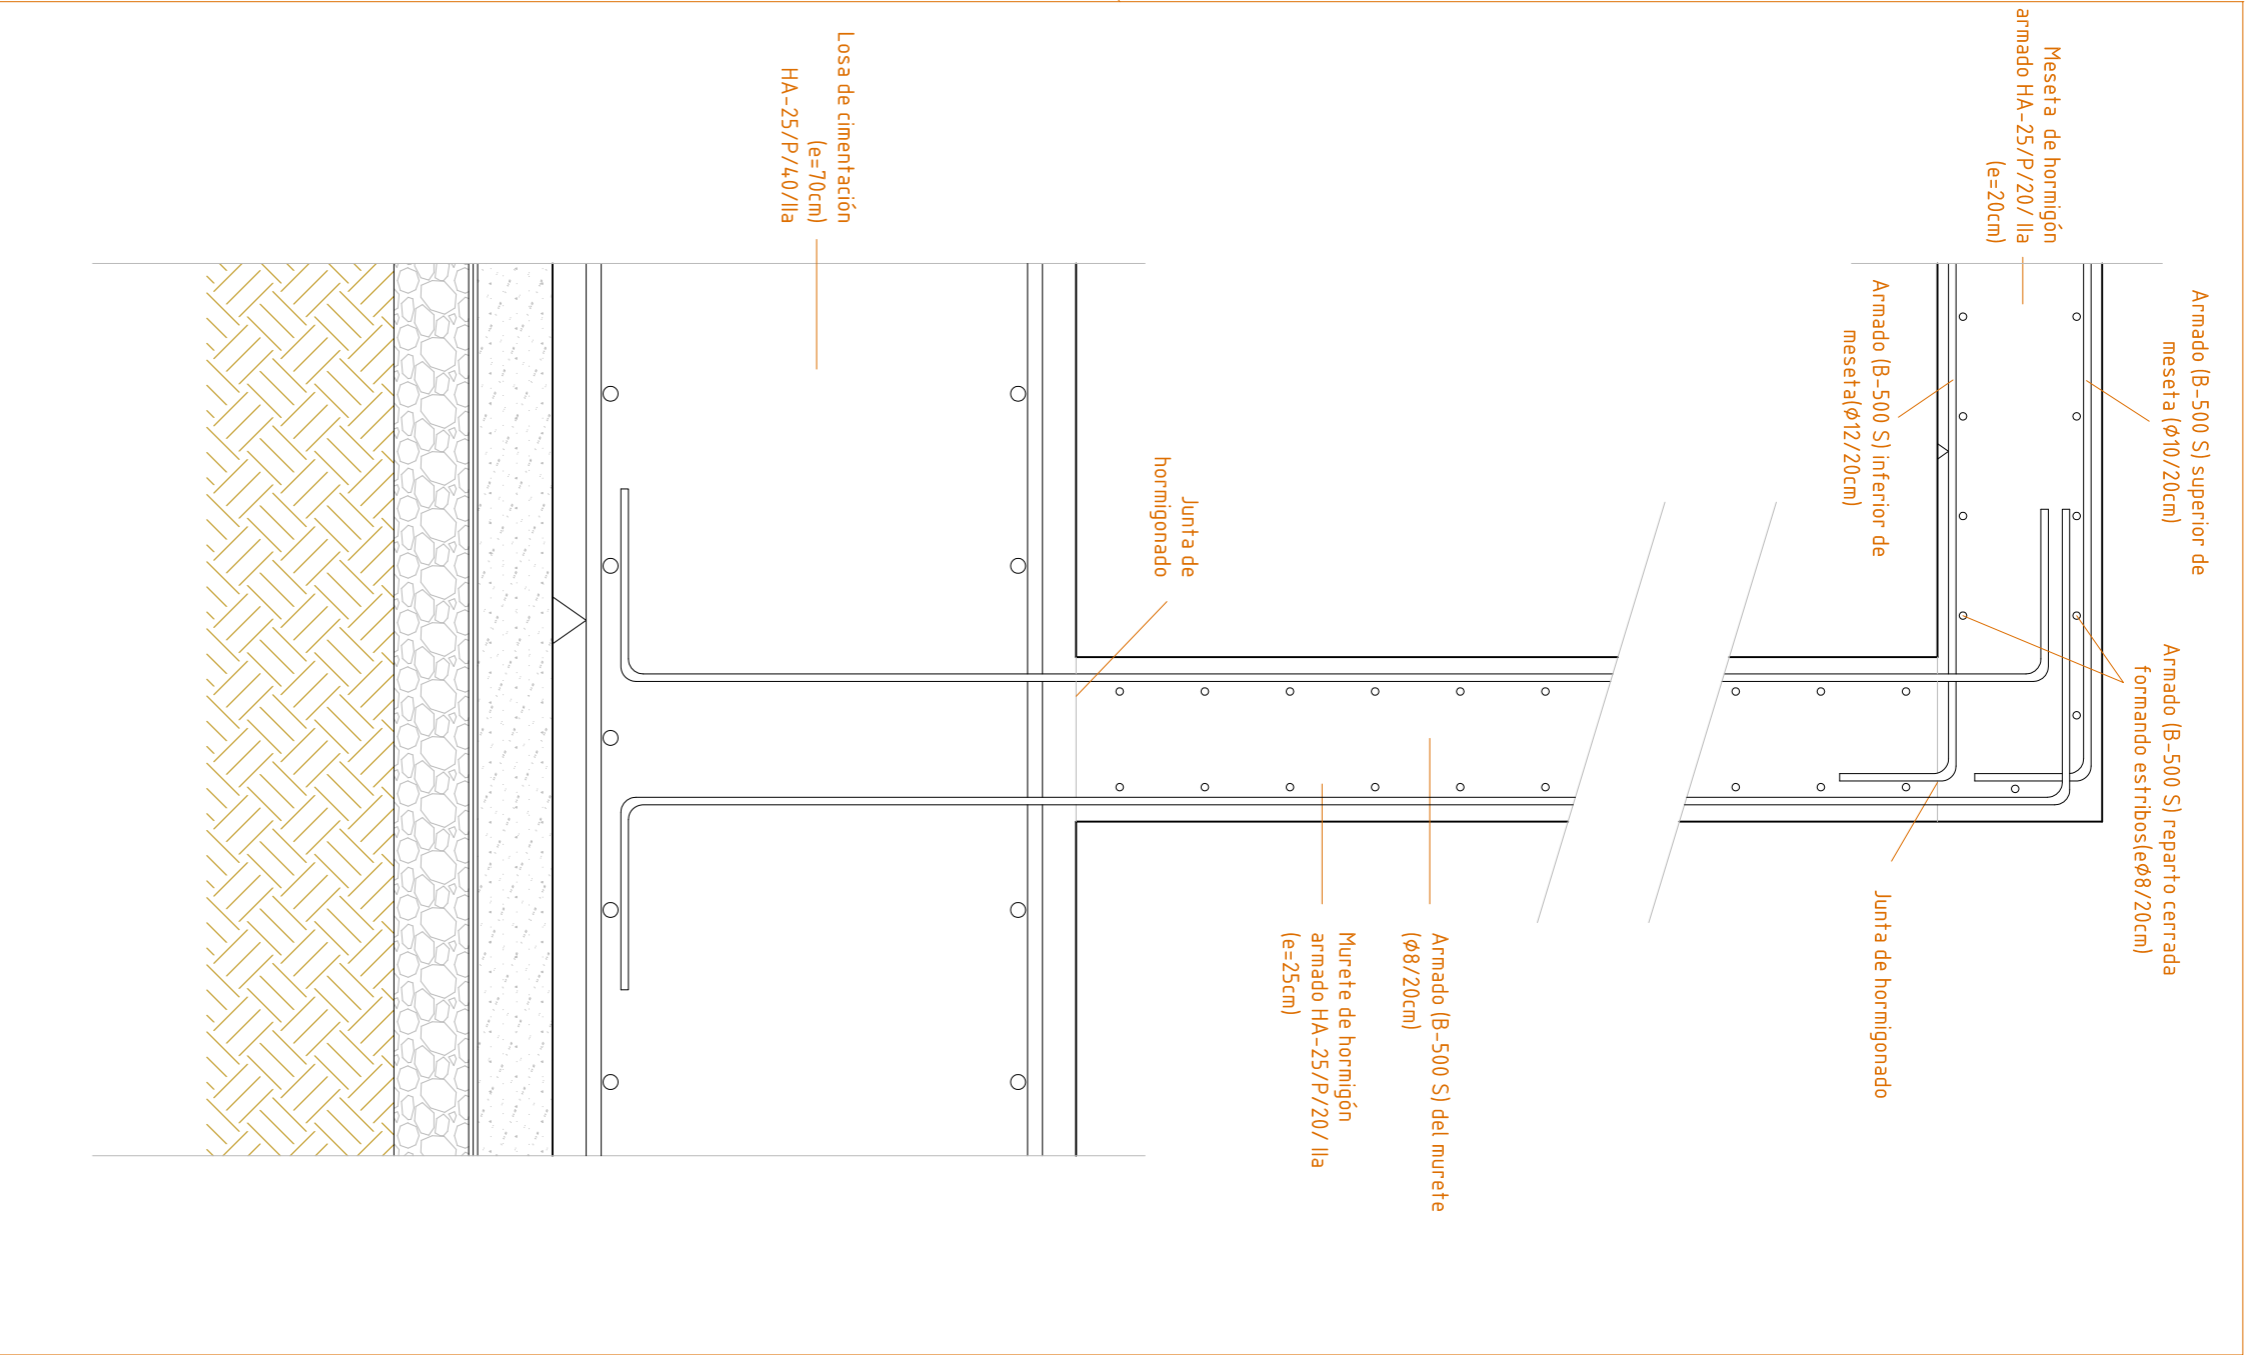 Armado (B-500 S) superior de
meseta (Ø10/20cm)
Meseta de hormigón
armado HA-25/P/20/ IIa
(e=20cm)
Armado (B-500 S) reparto cerrada
formando estribos(eØ8/20cm)
Armado (B-500 S) inferior de
meseta(Ø12/20cm)
Junta de hormigonado
Armado (B-500 S) del murete
(Ø8/20cm)
Murete de hormigón
armado HA-25/P/20/ IIa
(e=25cm)
Junta de
hormigonado
Losa de cimentación
(e=70cm)
HA-25/P/40/IIa